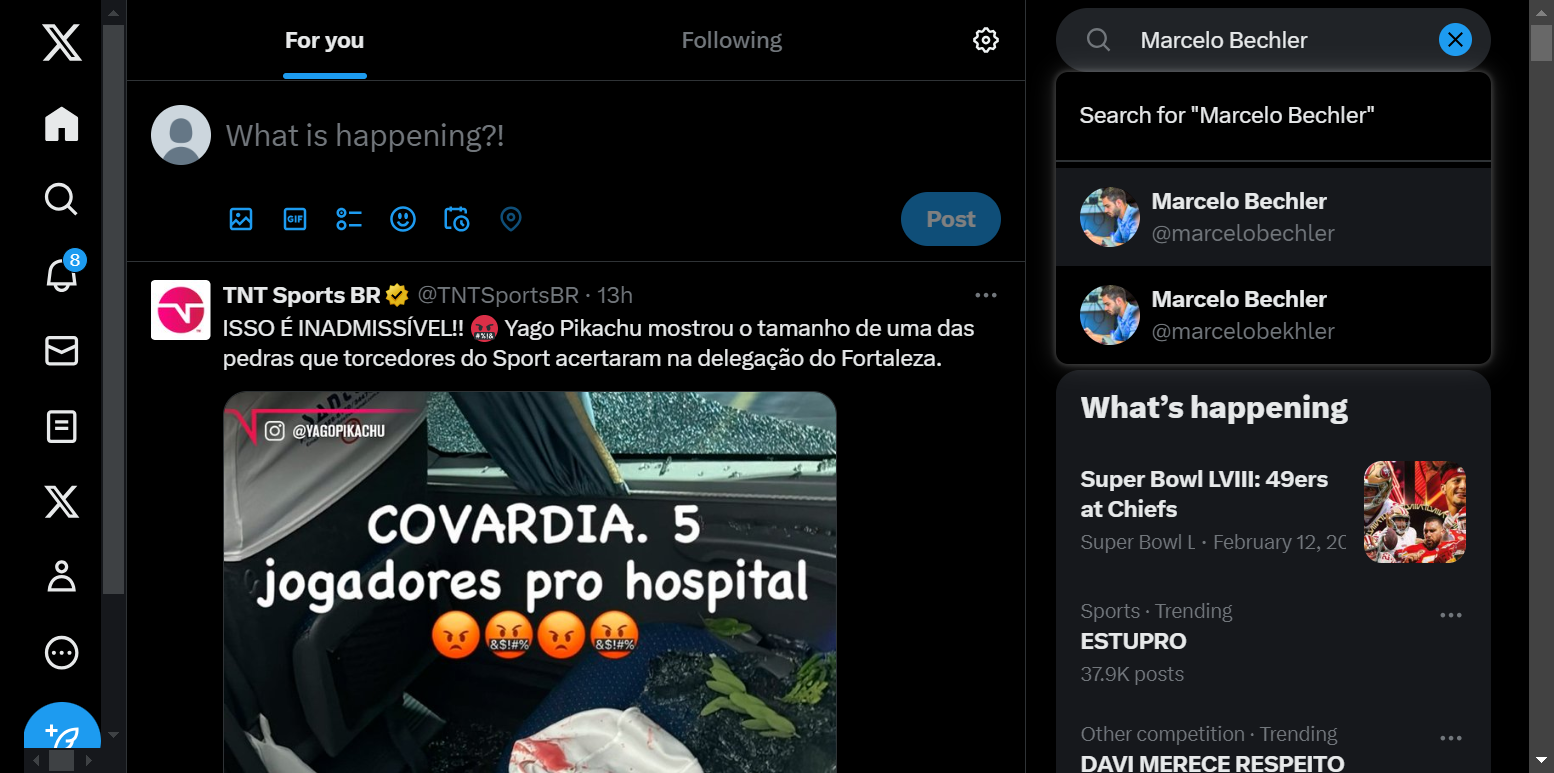 For you
Following
Marcelo Bechler
Search for "Marcelo Bechler"
What is happening?!
Marcelo Bechler
@marcelobechler
GIF
Post
8
Marcelo Bechler
@marcelobekhler
TNT Sports BR @TNTSportsBR · 13h
ISSO É INADMISSÍVEL!! Yago Pikachu mostrou o tamanho de uma das
pedras que torcedores do Sport acertaram na delegação do Fortaleza.
@YAGOPIKACHU
COVARDIA. 5
jogadores pro hospital
&$!#% &$!#%
What's happening
Super Bowl LVIII: 49ers
at Chiefs
Super Bowl L · February 12, 20
Sports · Trending
ESTUPRO
37.9K posts
Other competition · Trending
DAVI MERECE RESPEITO